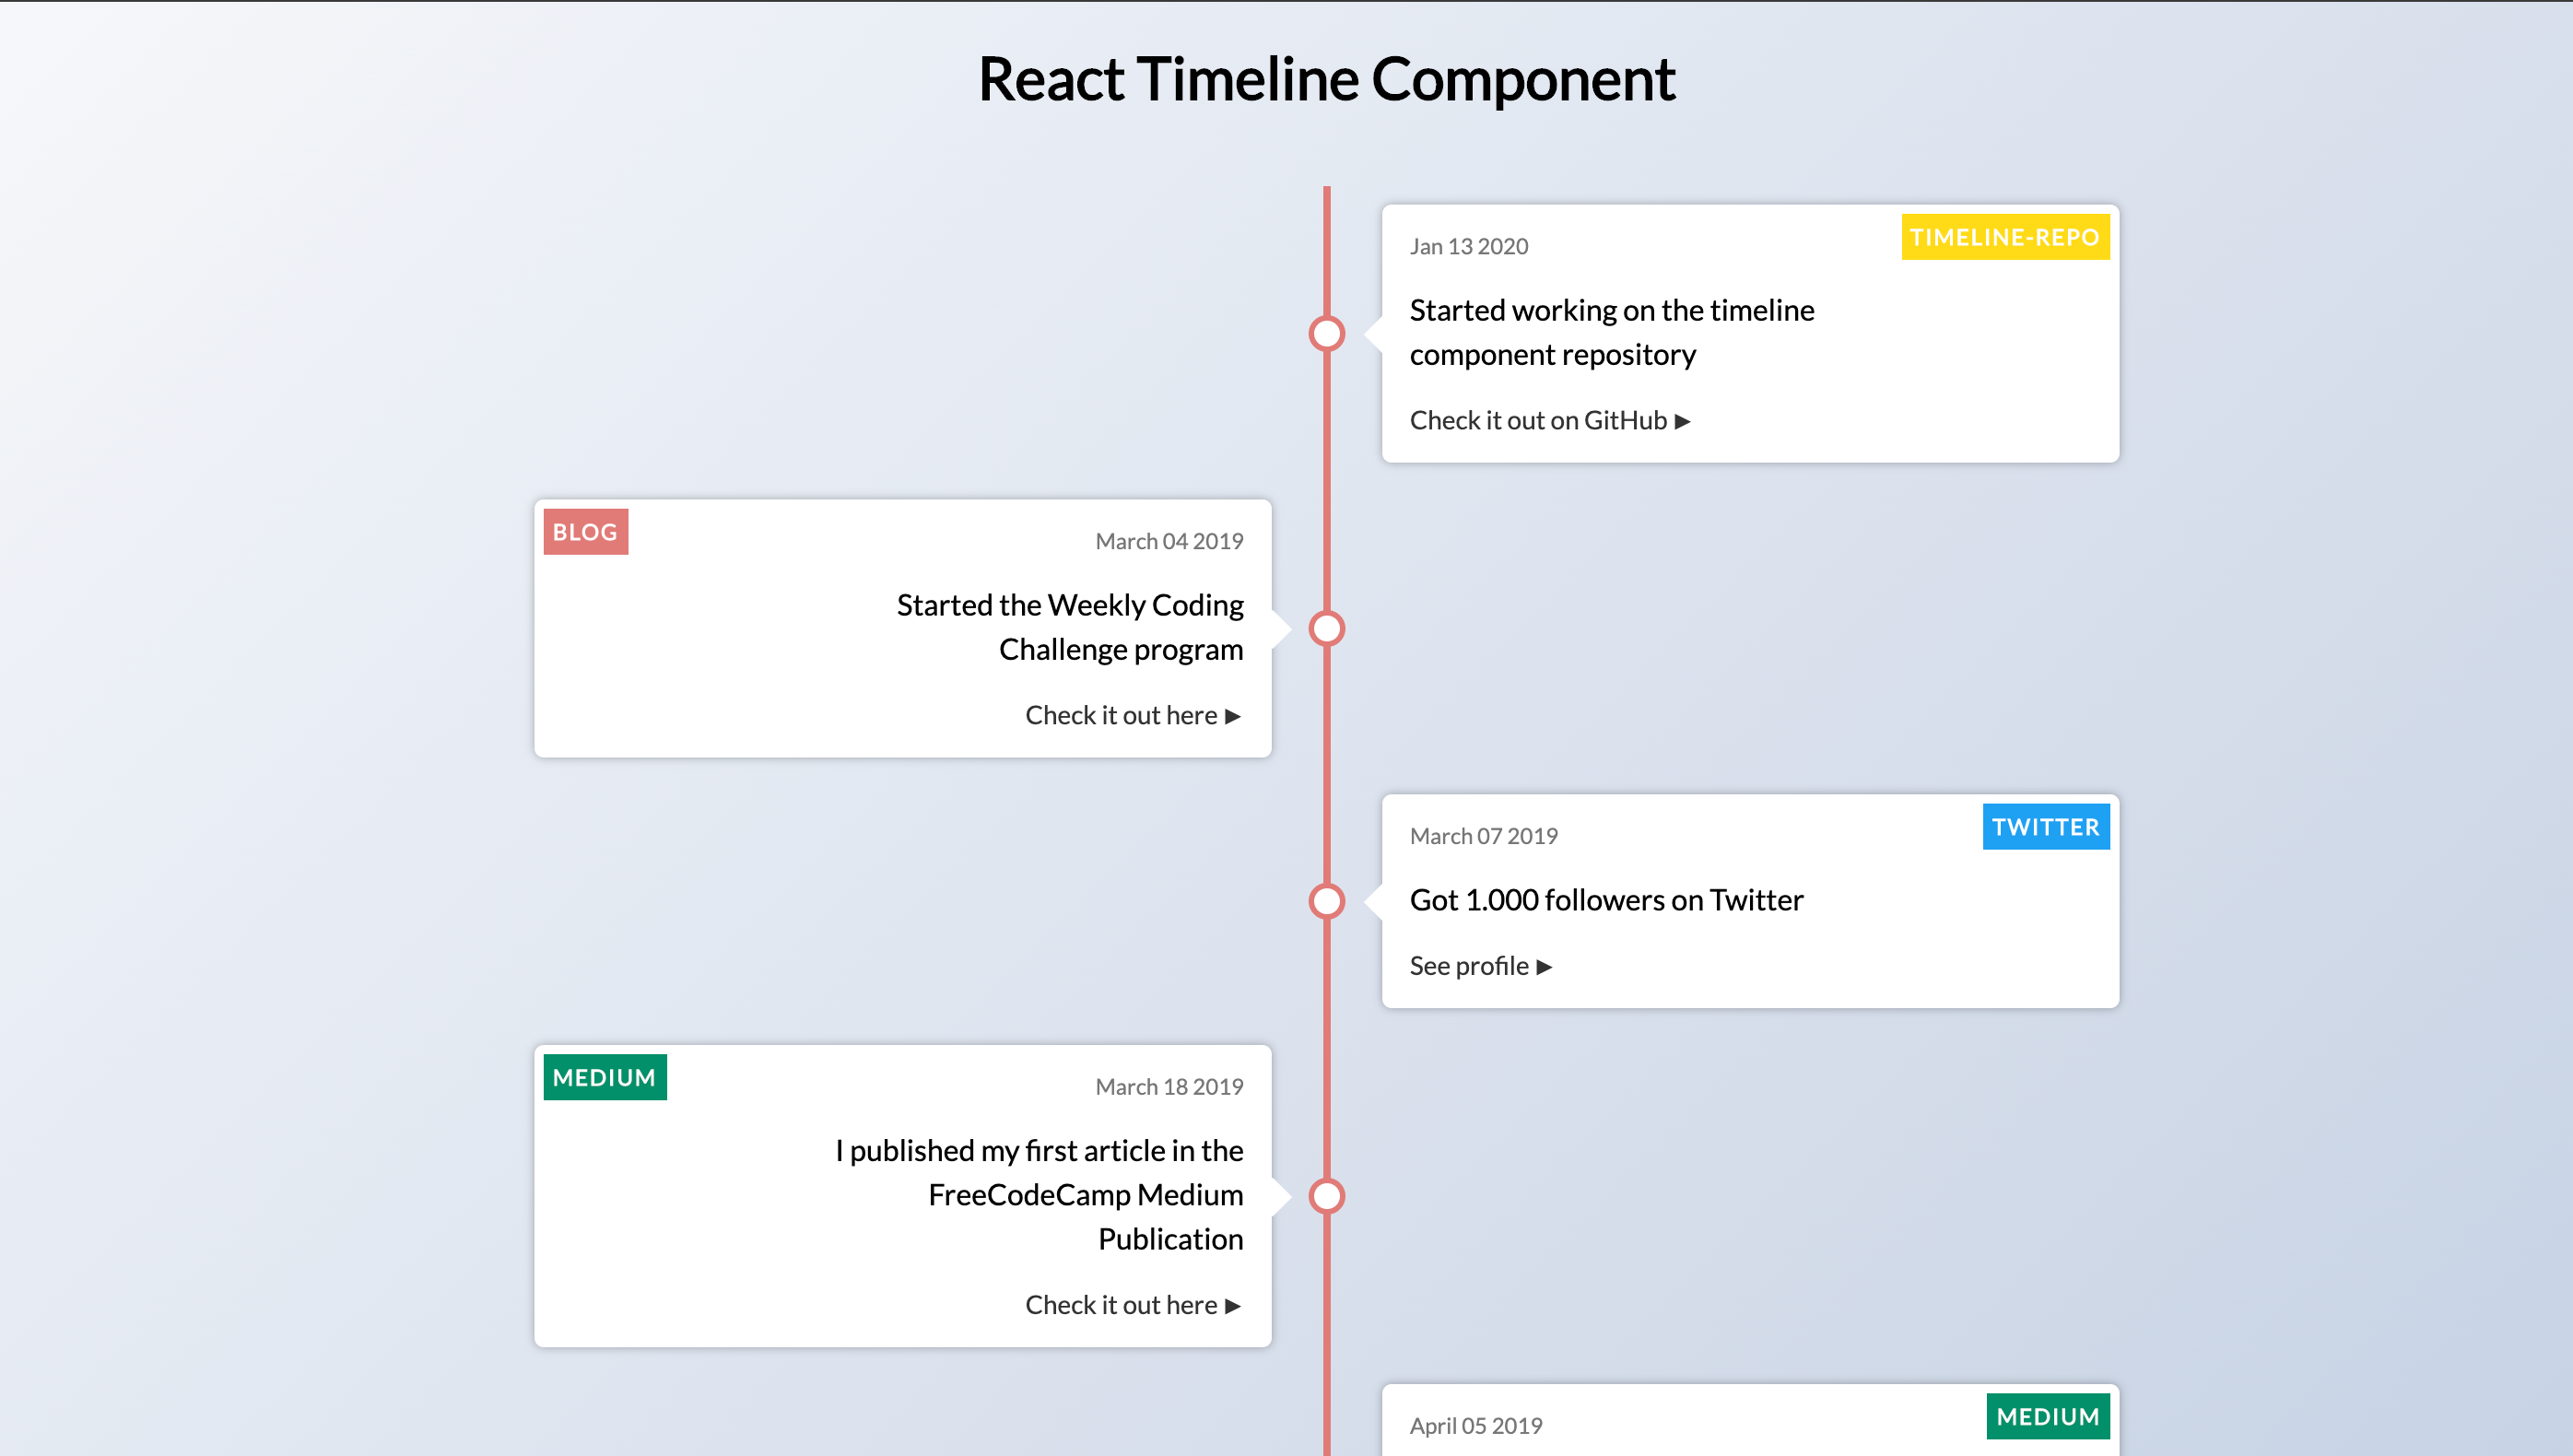 React Timeline Component
Jan 13 2020
TIMELINE-REPO
Started working on the timeline
component repository
Check it out on GitHub ▶
BLOG
March 04 2019
Started the Weekly Coding
Challenge program
Check it out here ▶
March 07 2019
TWITTER
Got 1.000 followers on Twitter
See profile ▶
MEDIUM
March 18 2019
I published my first article in the
FreeCodeCamp Medium
Publication
Check it out here ▶
April 05 2019
MEDIUM